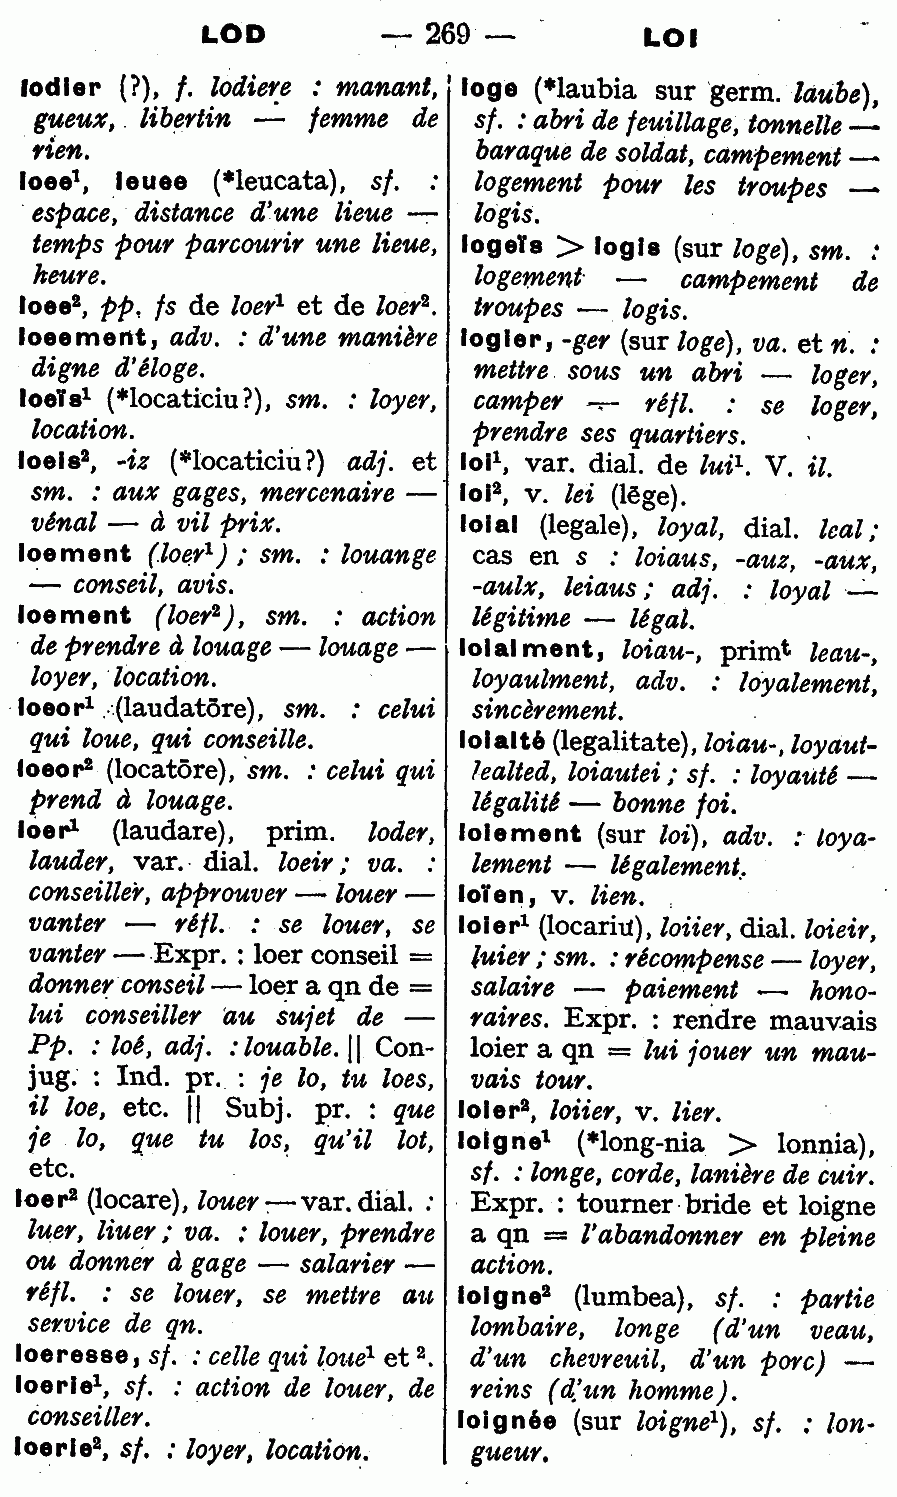 LOD — 269 — LOI
lodier (?), f. lodiere : manant,
gueux, libertin — femme de
rien.
loee¹, leuee (*leucata), sf. :
espace, distance d'une lieue —
temps pour parcourir une lieue,
heure.
loee², pp. fs de loer¹ et de loer².
loeement, adv. : d'une manière
digne d'éloge.
loeïs¹ (*locaticiu?), sm. : loyer,
location.
loeis², -iz (*locaticiu?) adj. et
sm. : aux gages, mercenaire —
vénal — à vil prix.
loement (loer¹) ; sm. : louange
— conseil, avis.
loement (loer²), sm. : action
de prendre à louage — louage —
loyer, location.
loeor¹ (laudatōre), sm. : celui
qui loue, qui conseille.
loeor² (locatōre), sm. : celui qui
prend à louage.
loer¹ (laudare), prim. loder,
lauder, var. dial. loeir ; va. :
conseiller, approuver — louer —
vanter — réfl. : se louer, se
vanter — Expr. : loer conseil =
donner conseil — loer a qn de =
lui conseiller au sujet de —
Pp. : loé, adj. : louable. || Con-
jug. : Ind. pr. : je lo, tu loes,
il loe, etc. || Subj. pr. : que
je lo, que tu los, qu'il lot,
etc.
loer² (locare), louer — var. dial. :
luer, liuer ; va. : louer, prendre
ou donner à gage — salarier —
réfl. : se louer, se mettre au
service de qn.
loeresse, sf. : celle qui loue¹ et ².
loerie¹, sf. : action de louer, de
conseiller.
loerie², sf. : loyer, location.
loge (*laubia sur germ. laube),
sf. : abri de feuillage, tonnelle —
baraque de soldat, campement —
logement pour les troupes —
logis.
logeïs > logis (sur loge), sm. :
logement — campement de
troupes — logis.
logier, -ger (sur loge), va. et n. :
mettre sous un abri — loger,
camper — réfl. : se loger,
prendre ses quartiers.
loi¹, var. dial. de lui¹. V. il.
loi², v. lei (lēge).
loial (legale), loyal, dial. leal ;
cas en s : loiaus, -auz, -aux,
-aulx, leiaus ; adj. : loyal —
légitime — légal.
loialment, loiau-, primᵗ leau-,
loyaulment, adv. : loyalement,
sincèrement.
loialté (legalitate), loiau-, loyaut-
lealted, loiautei ; sf. : loyauté —
légalité — bonne foi.
loiement (sur loi), adv. : loya-
lement — légalement.
loïen, v. lien.
loier¹ (locariu), loiier, dial. loieir,
luier ; sm. : récompense — loyer,
salaire — paiement — hono-
raires. Expr. : rendre mauvais
loier a qn = lui jouer un mau-
vais tour.
loier², loiier, v. lier.
loigne¹ (*long-nia > lonnia),
sf. : longe, corde, lanière de cuir.
Expr. : tourner bride et loigne
a qn = l'abandonner en pleine
action.
loigne² (lumbea), sf. : partie
lombaire, longe (d'un veau,
d'un chevreuil, d'un porc) —
reins (d'un homme).
loignée (sur loigne¹), sf. : lon-
gueur.